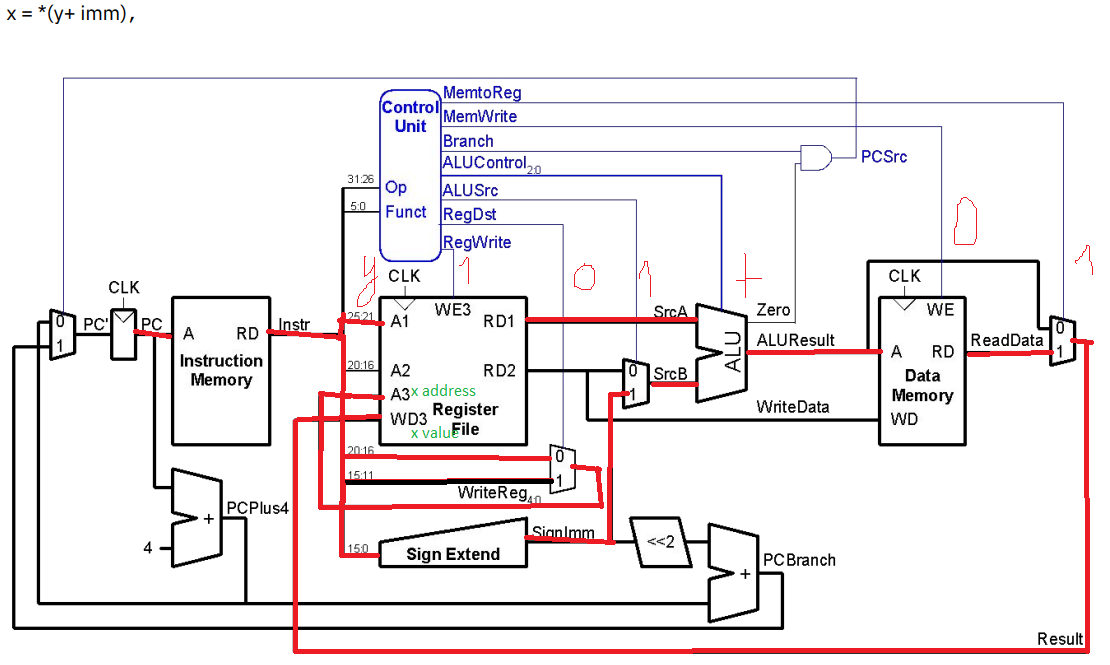 x = *(y+ imm),
MemtoReg
Control Unit
MemWrite
Branch
ALUControl 2:0
PCSrc
31:26 Op
ALUSrc
5:0 Funct
RegDst
RegWrite
0
y
CLK
1
0
1
+
CLK
1
CLK
0
1
PC'
PC
A RD
Instr
25:21
A1
WE3
RD1
SrcA
Zero
WE
0
1
Instruction Memory
ALU
ALUResult
A RD
ReadData
20:16
A2
RD2
0
1
SrcB
Data Memory
A3
x address
Register File
WD3
x value
WriteData
WD
20:16
0
15:11
1
WriteReg 4:0
PCPlus4
+
4
15:0
Sign Extend
SignImm
<<2
+
PCBranch
Result